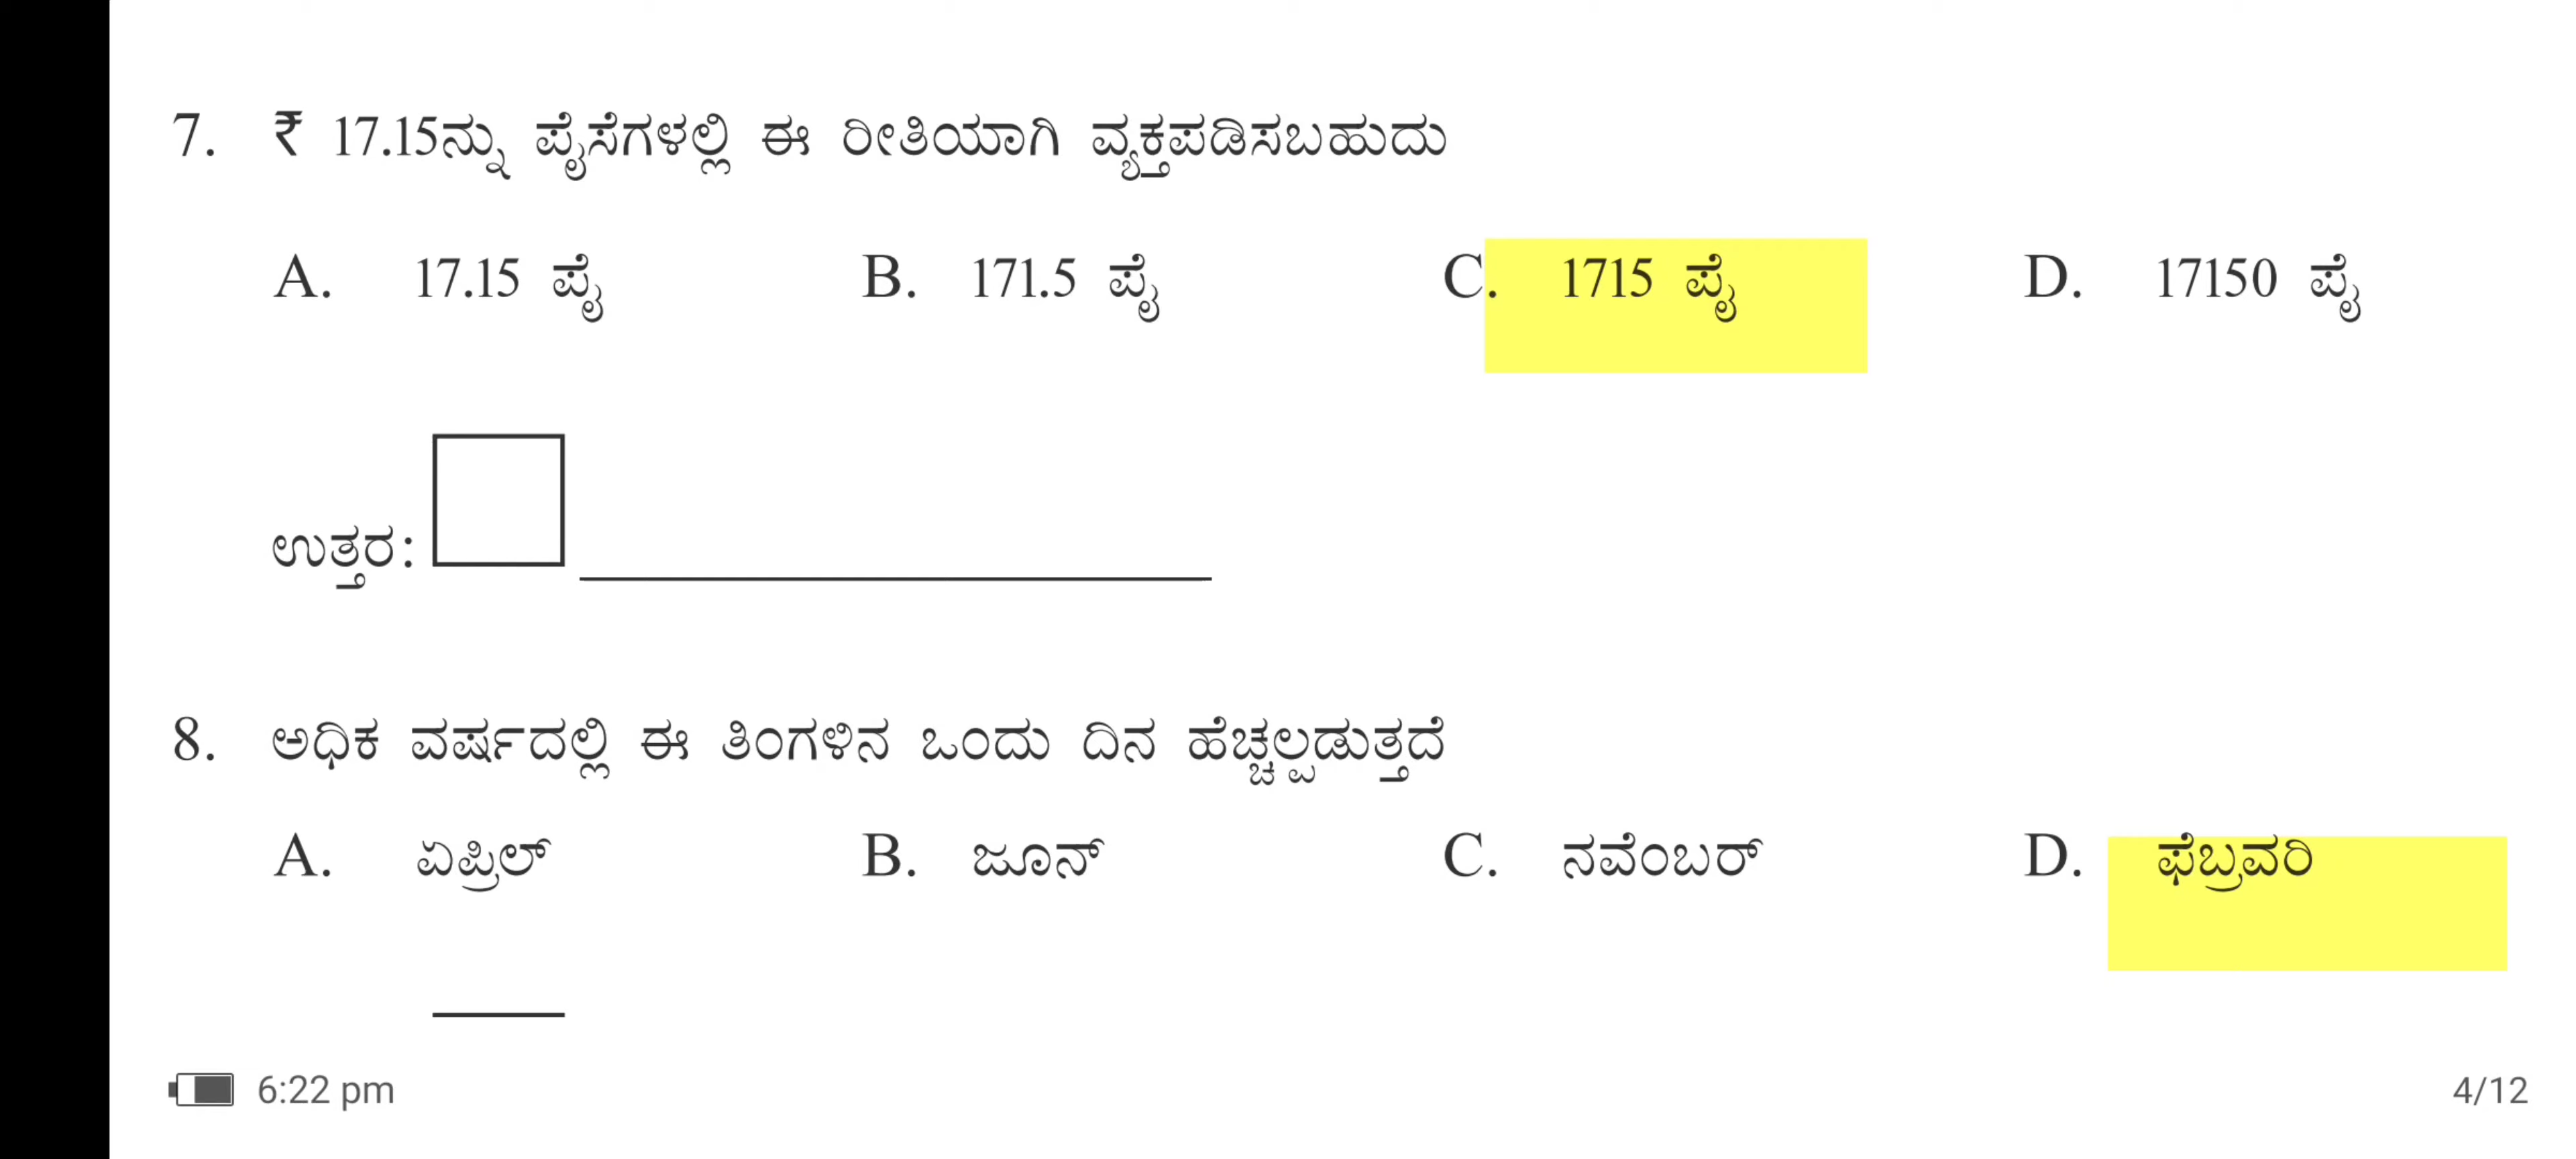 7. ₹ 17.15ನ್ನು ಪೈಸೆಗಳಲ್ಲಿ ಈ ರೀತಿಯಾಗಿ ವ್ಯಕ್ತಪಡಿಸಬಹುದು
A. 17.15 ಪೈ B. 171.5 ಪೈ C. 1715 ಪೈ D. 17150 ಪೈ
ಉತ್ತರ:
8. ಅಧಿಕ ವರ್ಷದಲ್ಲಿ ಈ ತಿಂಗಳಿನ ಒಂದು ದಿನ ಹೆಚ್ಚಲ್ಪಡುತ್ತದೆ
A. ಏಪ್ರಿಲ್ B. ಜೂನ್ C. ನವೆಂಬರ್ D. ಫೆಬ್ರವರಿ
6:22 pm 4/12